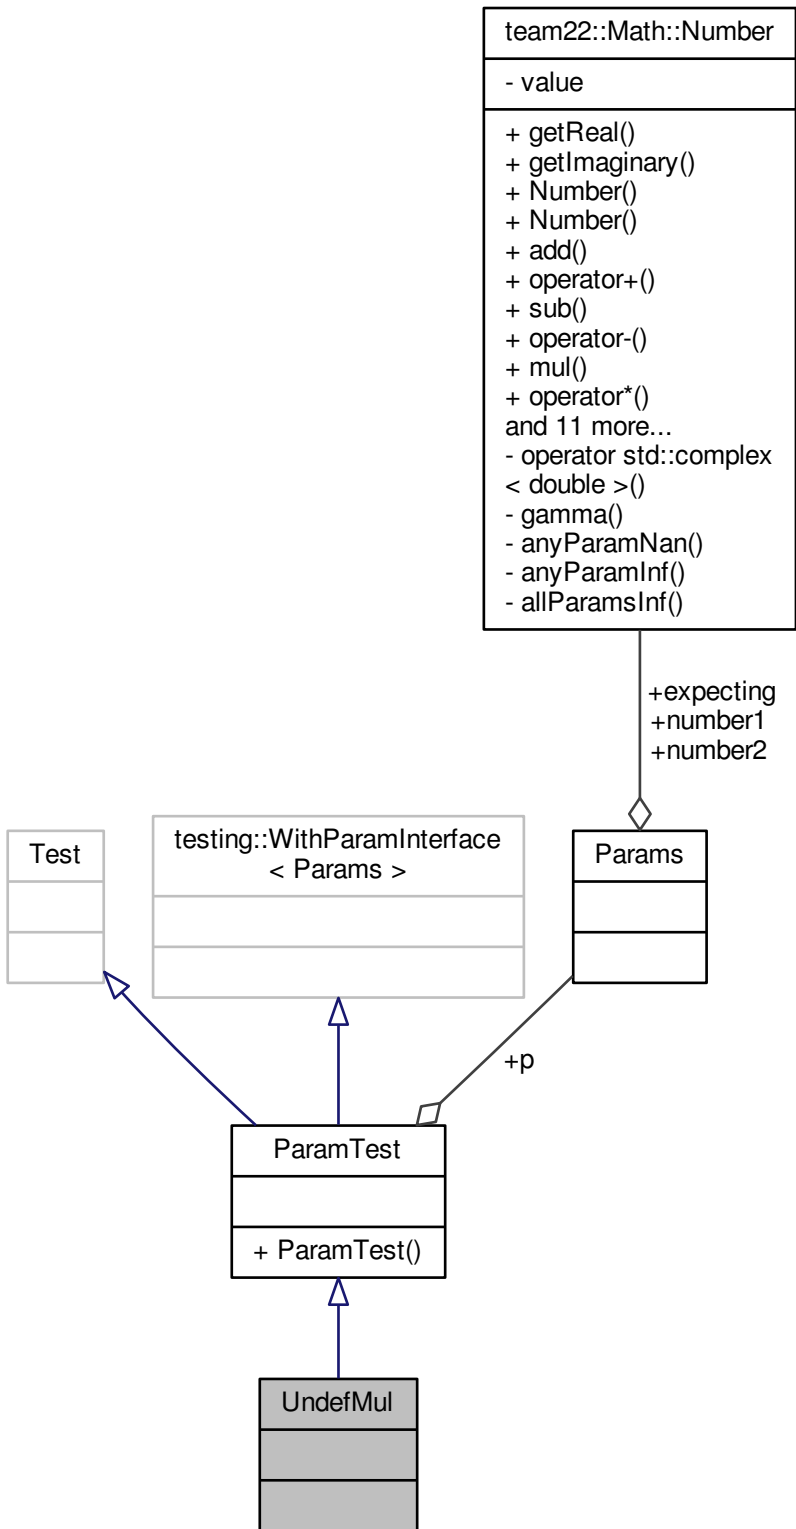 team22::Math::Number
- value
+ getReal()
+ getImaginary()
+ Number()
+ Number()
+ add()
+ operator+()
+ sub()
+ operator-()
+ mul()
+ operator*()
and 11 more...
- operator std::complex
< double >()
- gamma()
- anyParamNan()
- anyParamInf()
- allParamsInf()
+expecting
+number1
+number2
Test
testing::WithParamInterface
< Params >
Params
+p
ParamTest
+ ParamTest()
UndefMul